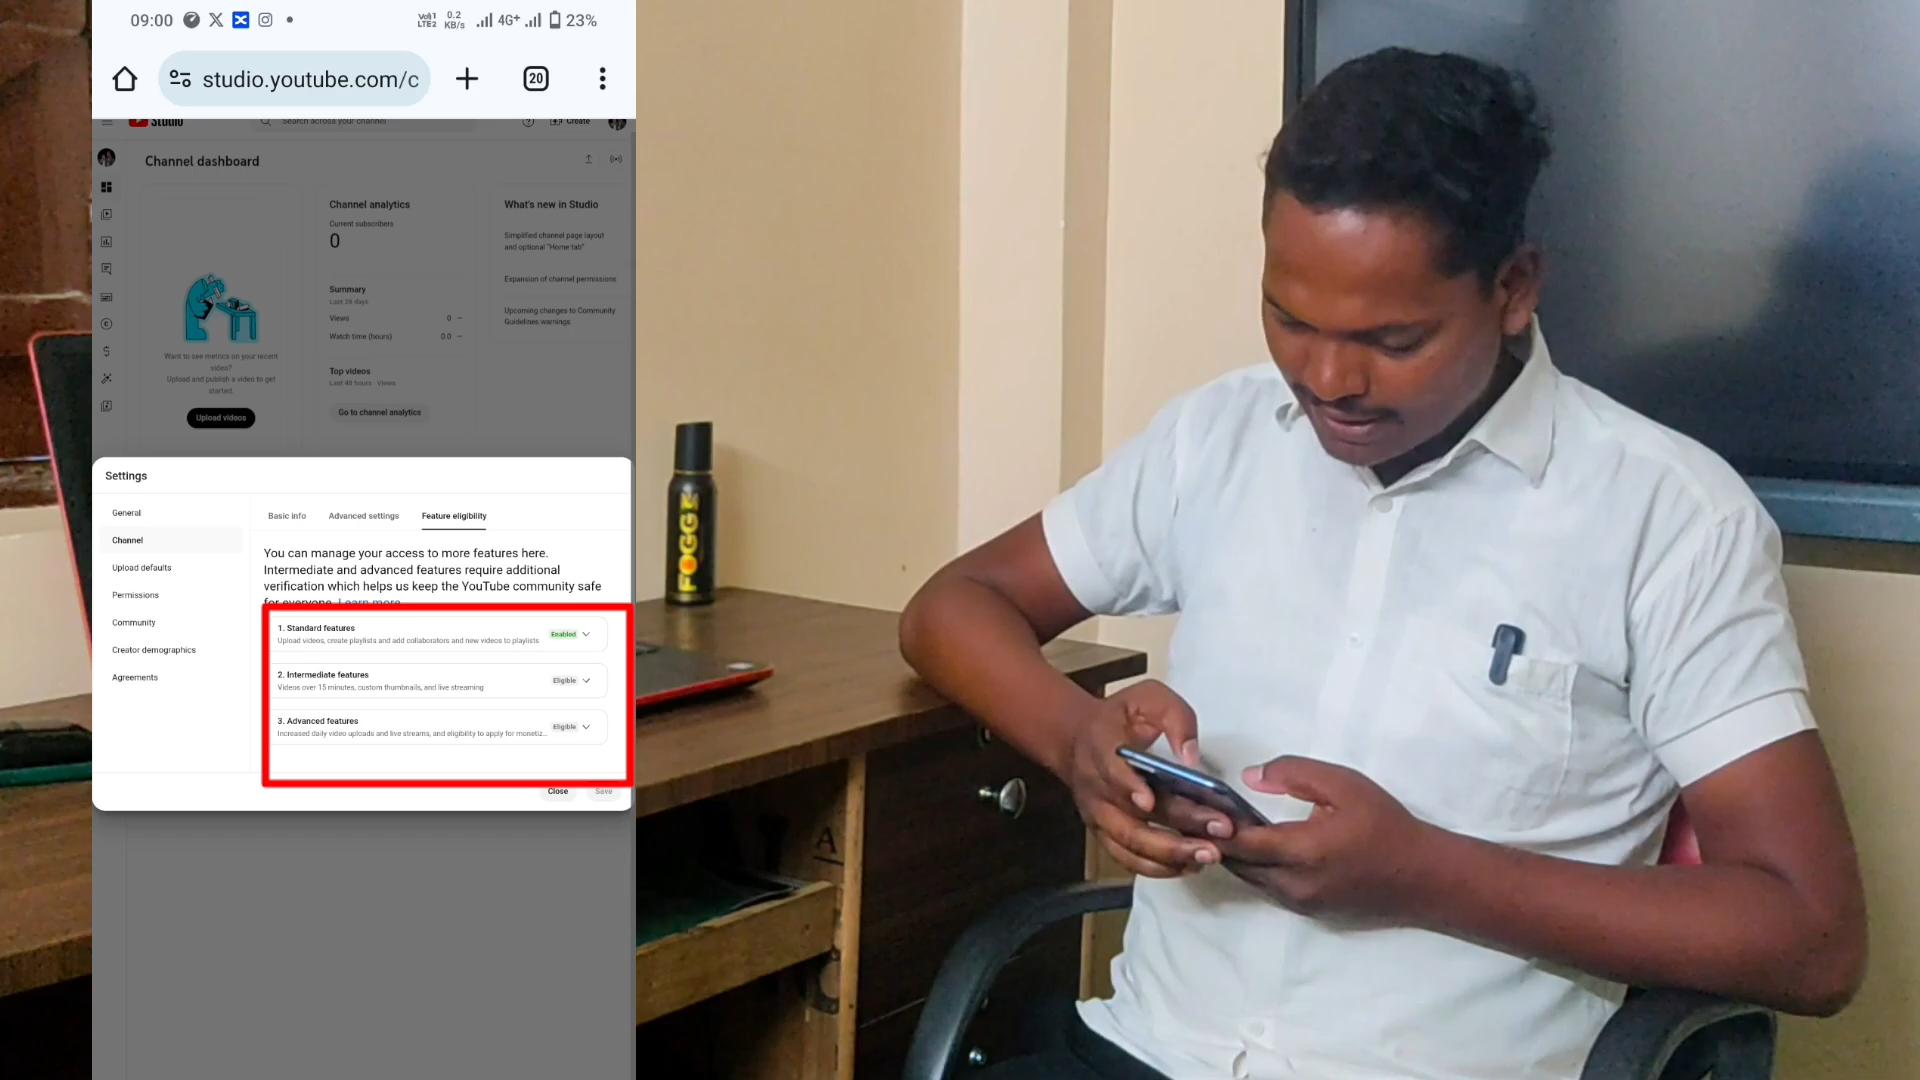 09:00
Vo)) 1
LTE2
0.2
KB/s
4G+
23%
studio.youtube.com/c
20
Studio
Search across your channel
Create
Channel dashboard
Want to see metrics on your recent
video?
Upload and publish a video to get
started.
Upload videos
Channel analytics
Current subscribers
0
Summary
Last 28 days
Views 0 —
Watch time (hours) 0.0 —
Top videos
Last 48 hours · Views
Go to channel analytics
What's new in Studio
Simplified channel page layout
and optional "Home tab"
Expansion of channel permissions
Upcoming changes to Community
Guidelines warnings
Settings
General
Channel
Upload defaults
Permissions
Community
Creator demographics
Agreements
Basic info
Advanced settings
Feature eligibility
You can manage your access to more features here.
Intermediate and advanced features require additional
verification which helps us keep the YouTube community safe
for everyone. Learn more
1. Standard features
Upload videos, create playlists and add collaborators and new videos to playlists
Enabled
2. Intermediate features
Videos over 15 minutes, custom thumbnails, and live streaming
Eligible
3. Advanced features
Increased daily video uploads and live streams, and eligibility to apply for monetiz...
Eligible
Close
Save
FOGG
A